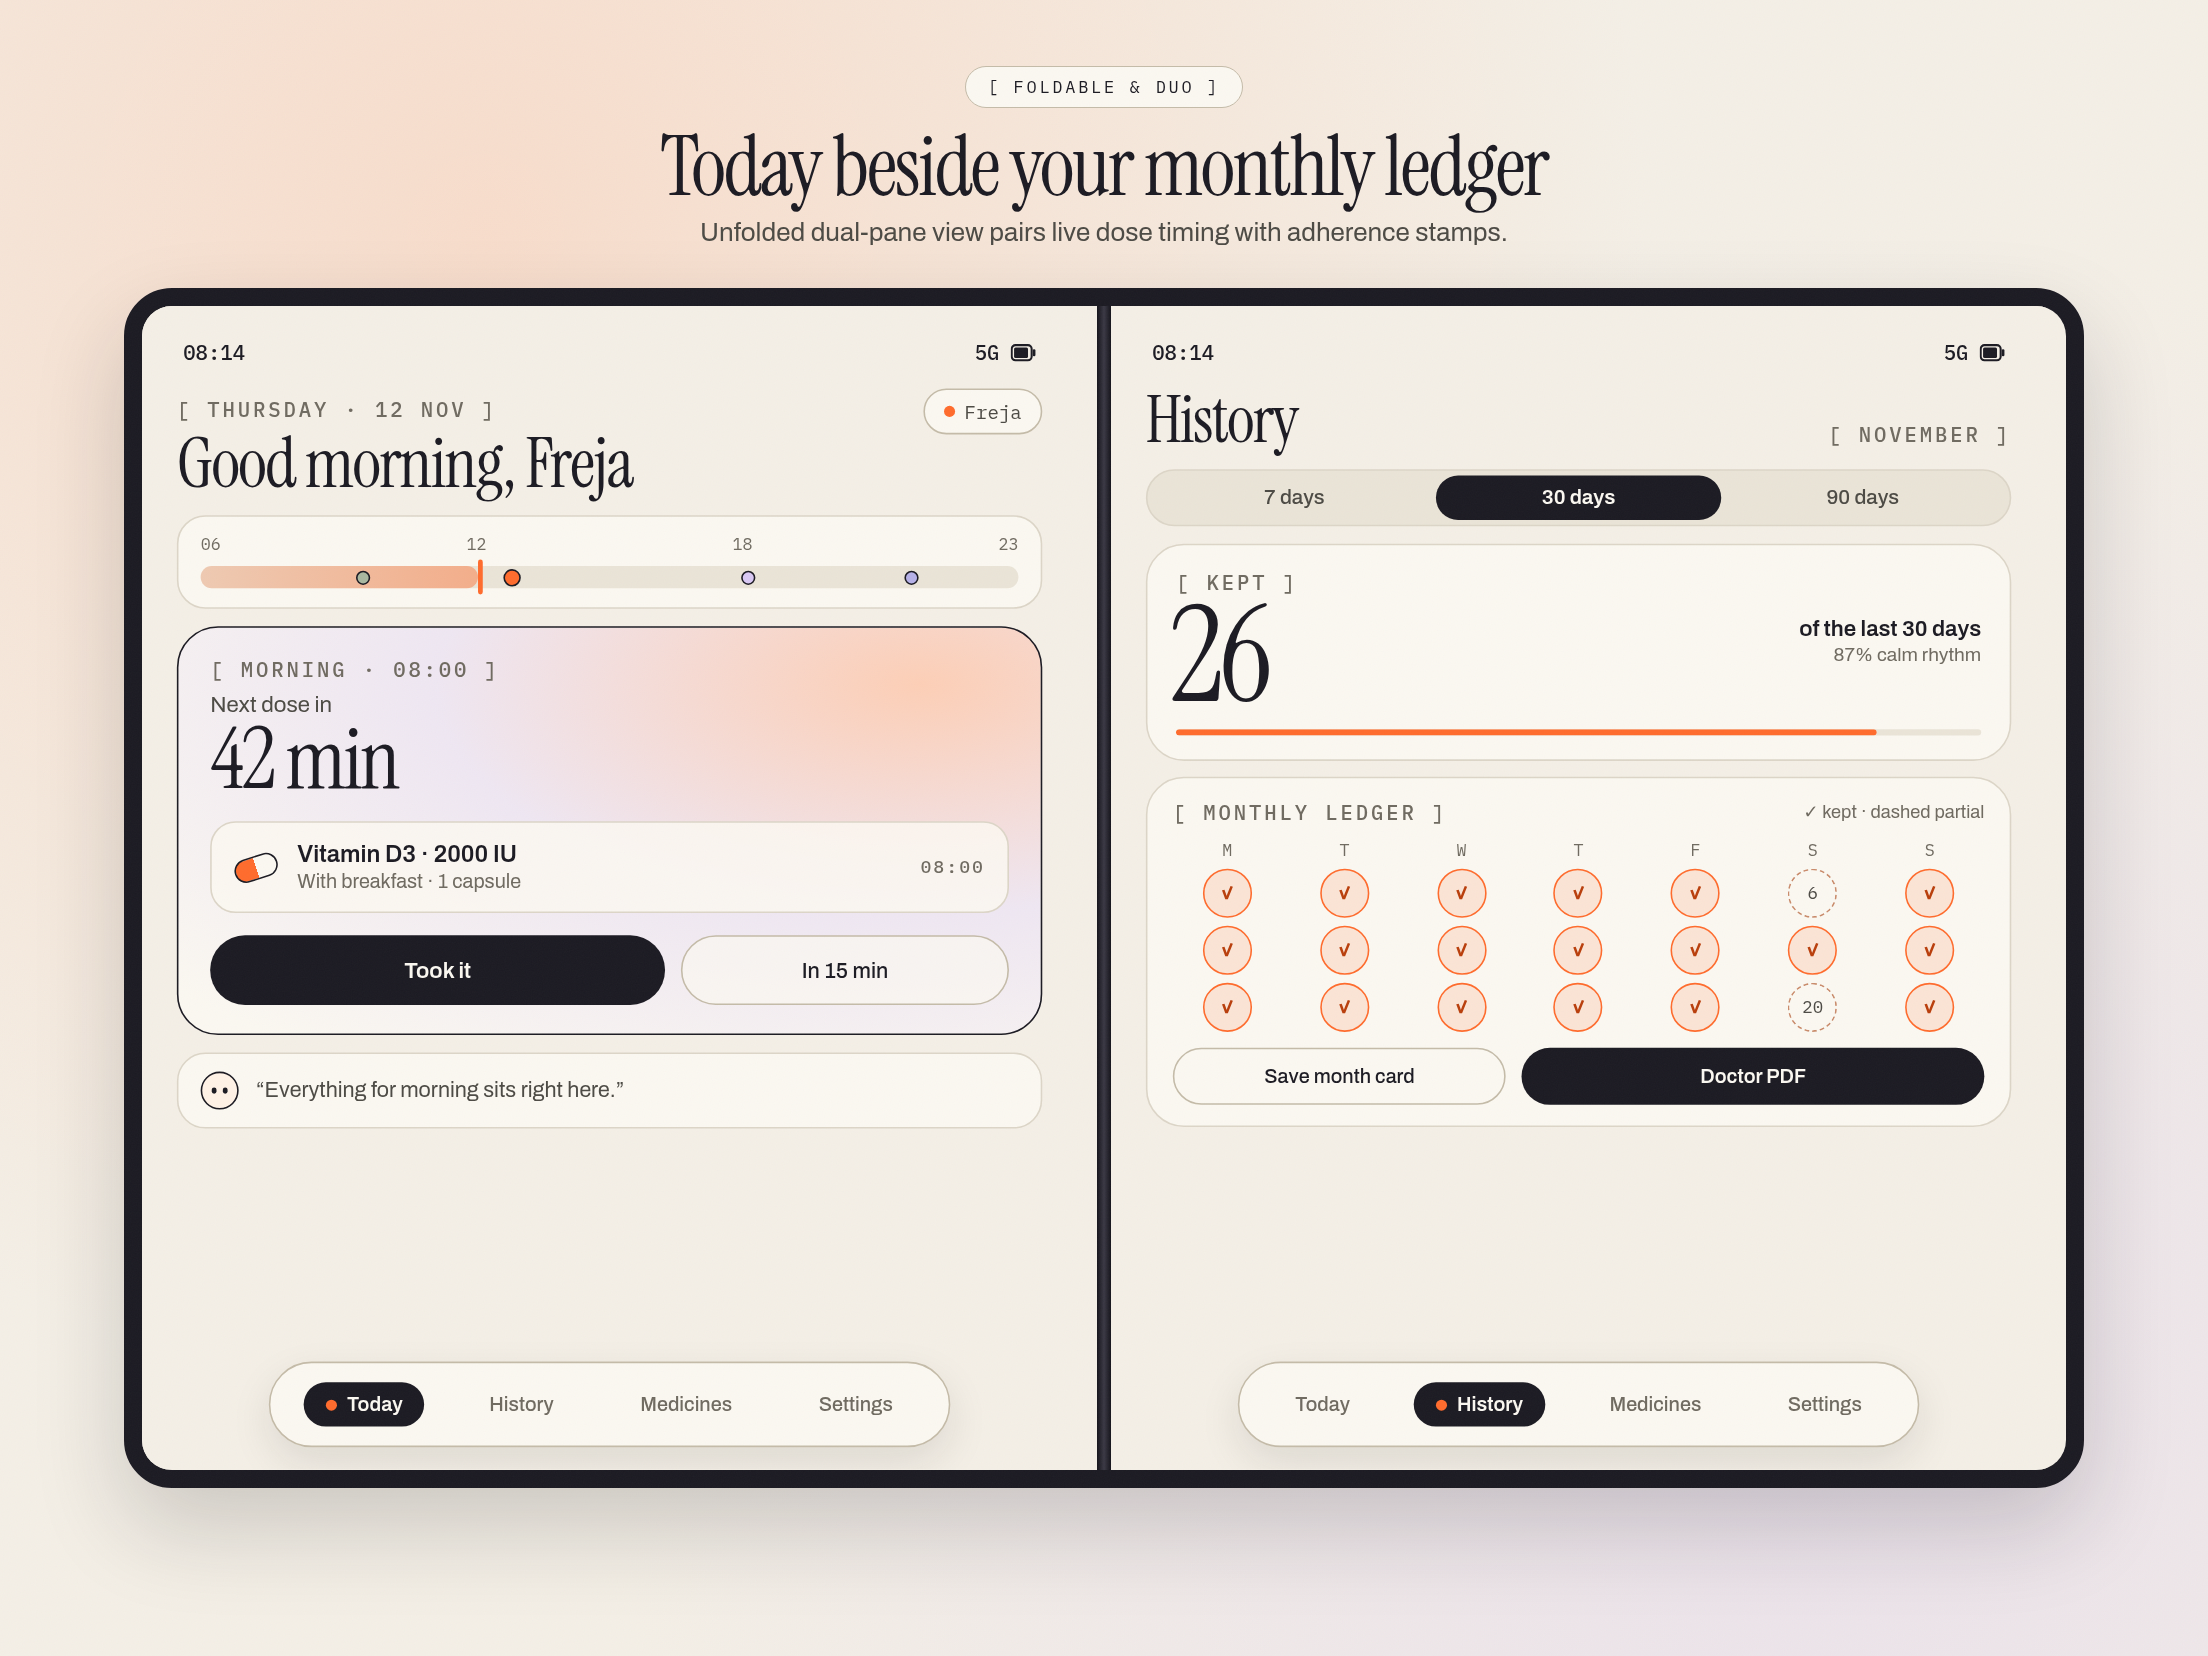 [ FOLDABLE & DUO ]
Today beside your monthly ledger
Unfolded dual-pane view pairs live dose timing with adherence stamps.
08:14 5G
[ THURSDAY · 12 NOV ]
Freja
Good morning, Freja
06 12 18 23
[ MORNING · 08:00 ]
Next dose in
42 min
Vitamin D3 · 2000 IU
With breakfast · 1 capsule
08:00
Took it
In 15 min
“Everything for morning sits right here.”
Today History Medicines Settings
08:14 5G
History
[ NOVEMBER ]
7 days 30 days 90 days
[ KEPT ]
26
of the last 30 days
87% calm rhythm
[ MONTHLY LEDGER ]
✓ kept · dashed partial
M T W T F S S
✓ ✓ ✓ ✓ ✓ 6 ✓
✓ ✓ ✓ ✓ ✓ ✓ ✓
✓ ✓ ✓ ✓ ✓ 20 ✓
Save month card
Doctor PDF
Today History Medicines Settings